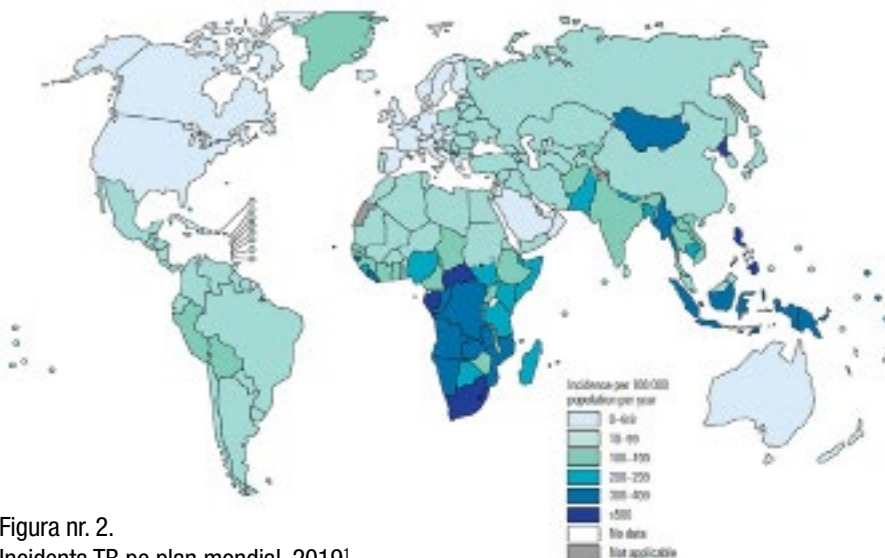 Incidence per 100 000
population per year
0–9.9
10–99
100–199
200–299
300–499
≥500
No data
Not applicable
Figura nr. 2.
Incidența TB pe plan mondial, 2019¹